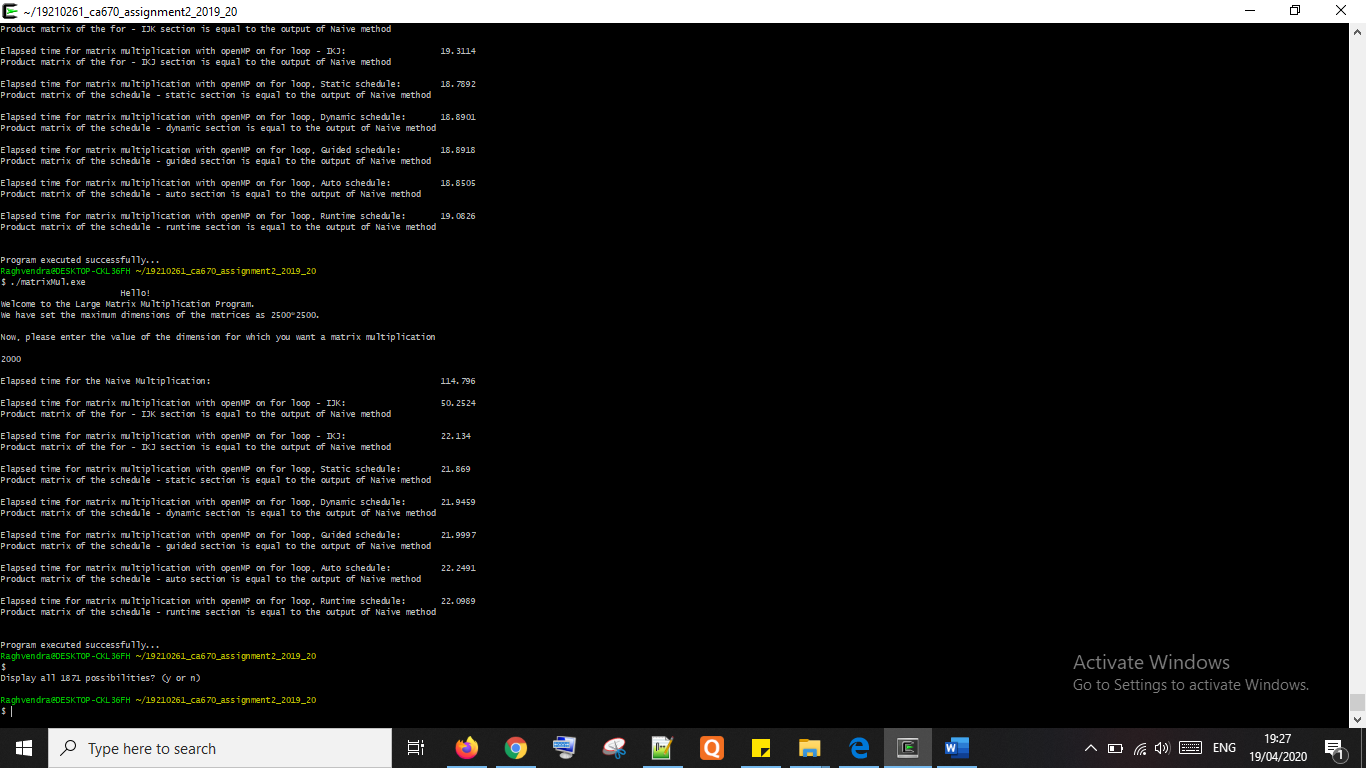 ~/19210261_ca670_assignment2_2019_20
Product matrix of the for - IJK section is equal to the output of Naive method
Elapsed time for matrix multiplication with openMP on for loop - IKJ: 19.3114
Product matrix of the for - IKJ section is equal to the output of Naive method
Elapsed time for matrix multiplication with openMP on for loop, Static schedule: 18.7892
Product matrix of the schedule - static section is equal to the output of Naive method
Elapsed time for matrix multiplication with openMP on for loop, Dynamic schedule: 18.8901
Product matrix of the schedule - dynamic section is equal to the output of Naive method
Elapsed time for matrix multiplication with openMP on for loop, Guided schedule: 18.8918
Product matrix of the schedule - guided section is equal to the output of Naive method
Elapsed time for matrix multiplication with openMP on for loop, Auto schedule: 18.8505
Product matrix of the schedule - auto section is equal to the output of Naive method
Elapsed time for matrix multiplication with openMP on for loop, Runtime schedule: 19.0826
Product matrix of the schedule - runtime section is equal to the output of Naive method
Program executed successfully...
Raghvendra@DESKTOP-CKL36FH ~/19210261_ca670_assignment2_2019_20
$ ./matrixMul.exe
Hello!
Welcome to the Large Matrix Multiplication Program.
We have set the maximum dimensions of the matrices as 2500*2500.
Now, please enter the value of the dimension for which you want a matrix multiplication
2000
Elapsed time for the Naive Multiplication: 114.796
Elapsed time for matrix multiplication with openMP on for loop - IJK: 50.2524
Product matrix of the for - IJK section is equal to the output of Naive method
Elapsed time for matrix multiplication with openMP on for loop - IKJ: 22.134
Product matrix of the for - IKJ section is equal to the output of Naive method
Elapsed time for matrix multiplication with openMP on for loop, Static schedule: 21.869
Product matrix of the schedule - static section is equal to the output of Naive method
Elapsed time for matrix multiplication with openMP on for loop, Dynamic schedule: 21.9459
Product matrix of the schedule - dynamic section is equal to the output of Naive method
Elapsed time for matrix multiplication with openMP on for loop, Guided schedule: 21.9997
Product matrix of the schedule - guided section is equal to the output of Naive method
Elapsed time for matrix multiplication with openMP on for loop, Auto schedule: 22.2491
Product matrix of the schedule - auto section is equal to the output of Naive method
Elapsed time for matrix multiplication with openMP on for loop, Runtime schedule: 22.0989
Product matrix of the schedule - runtime section is equal to the output of Naive method
Program executed successfully...
Raghvendra@DESKTOP-CKL36FH ~/19210261_ca670_assignment2_2019_20
$
Display all 1871 possibilities? (y or n)
Raghvendra@DESKTOP-CKL36FH ~/19210261_ca670_assignment2_2019_20
$
Activate Windows
Go to Settings to activate Windows.
Type here to search
ENG
19:27
19/04/2020
1